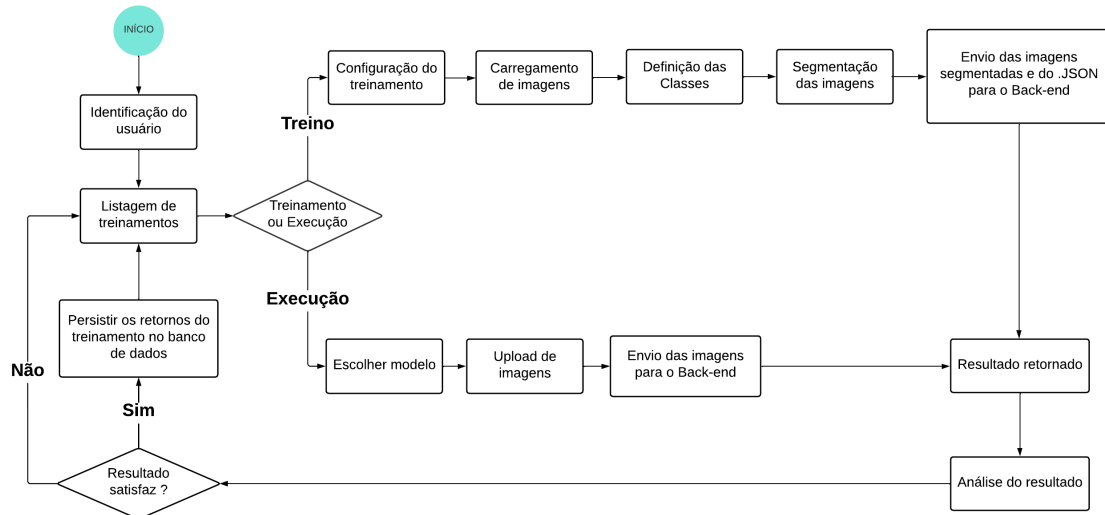 INÍCIO
Identificação do
usuário
Listagem de
treinamentos
Treinamento
ou Execução
Treino
Configuração do
treinamento
Carregamento
de imagens
Definição das
Classes
Segmentação
das imagens
Envio das imagens
segmentadas e do .JSON
para o Back-end
Execução
Escolher modelo
Upload de
imagens
Envio das imagens
para o Back-end
Resultado retornado
Análise do resultado
Resultado
satisfaz ?
Sim
Persistir os retornos do
treinamento no banco
de dados
Não